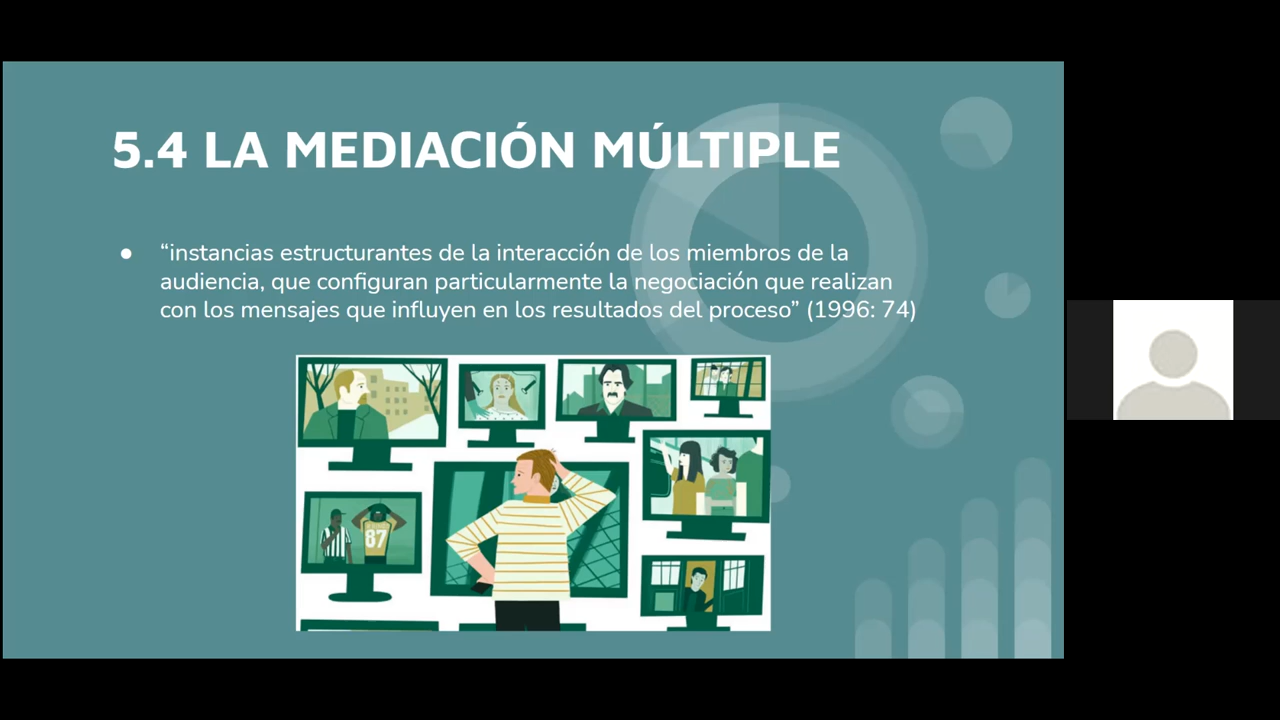 5.4 LA MEDIACIÓN MÚLTIPLE
● “instancias estructurantes de la interacción de los miembros de la
audiencia, que configuran particularmente la negociación que realizan
con los mensajes que influyen en los resultados del proceso” (1996: 74)
87